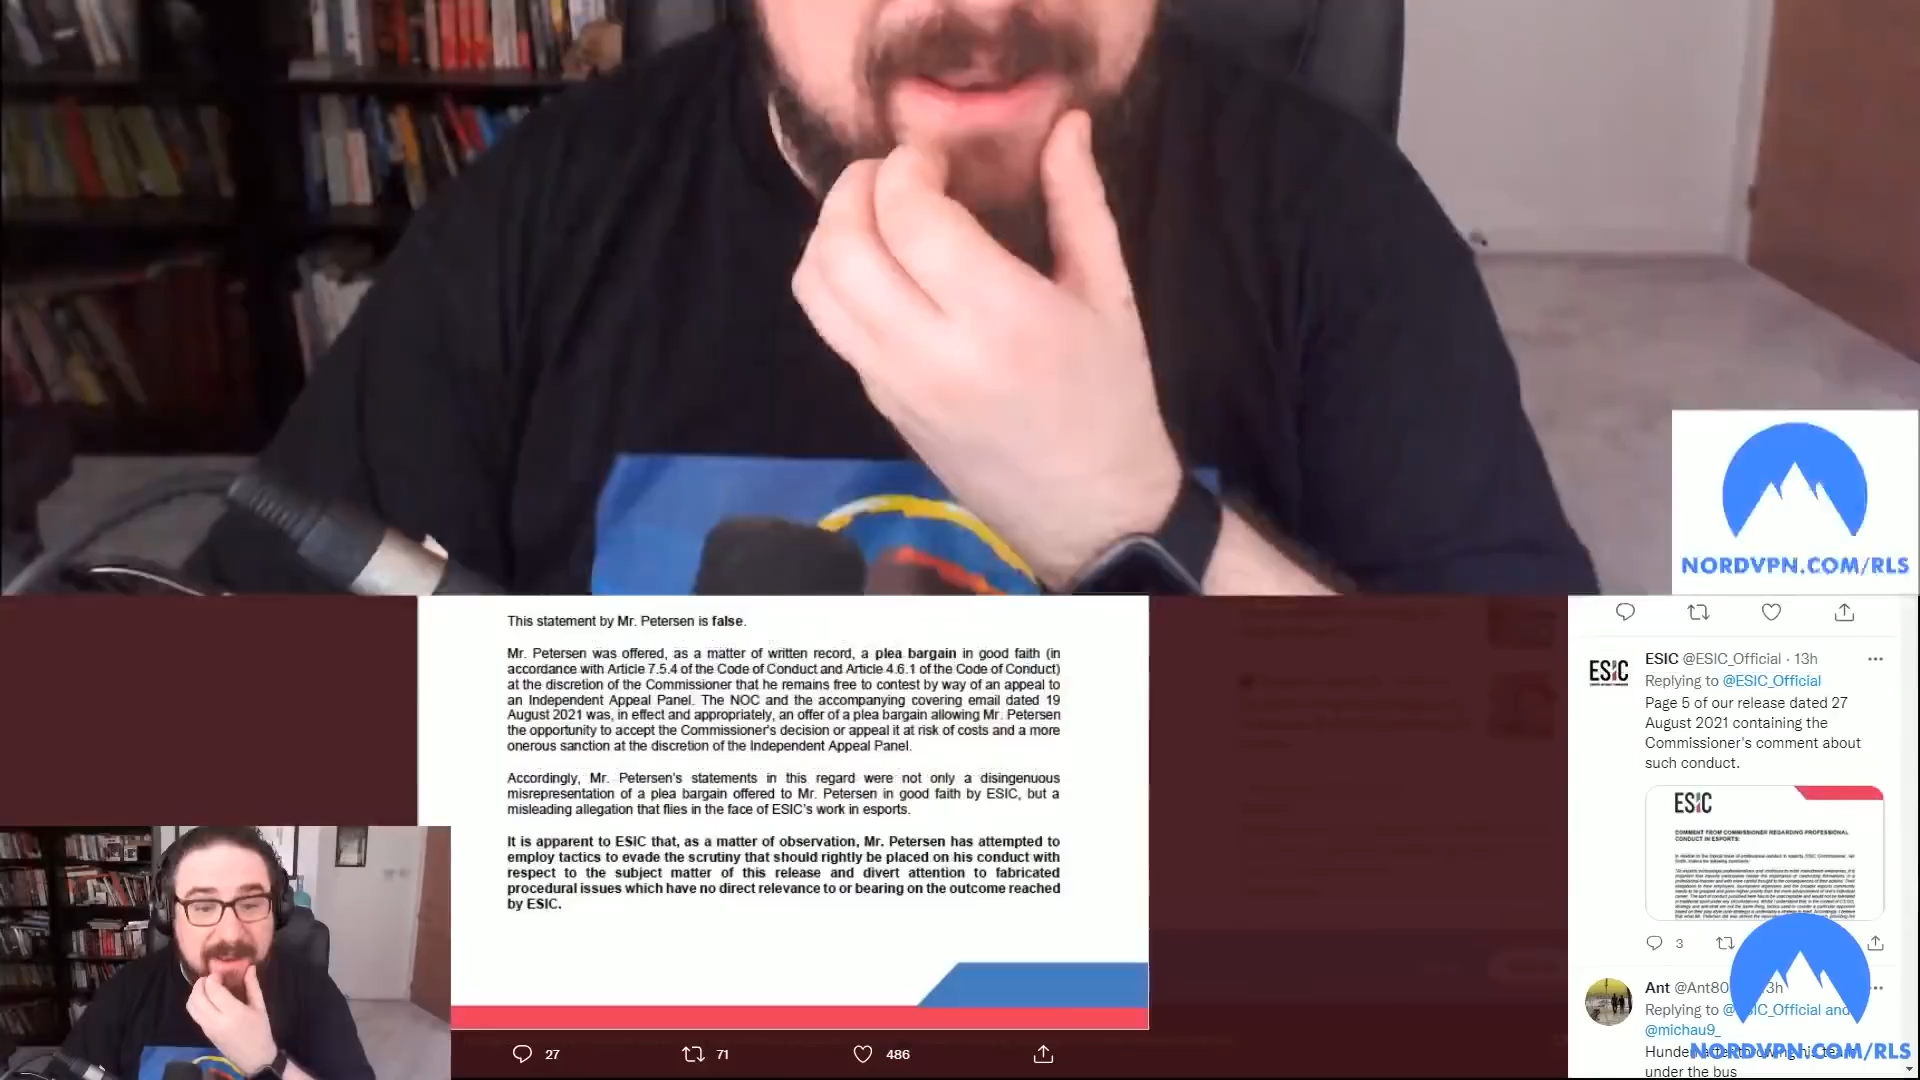 NORDVPN.COM/RLS
This statement by Mr. Petersen is false.
Mr. Petersen was offered, as a matter of written record, a plea bargain in good faith (in
accordance with Article 7.5.4 of the Code of Conduct and Article 4.6.1 of the Code of Conduct)
at the discretion of the Commissioner that he remains free to contest by way of an appeal to
an Independent Appeal Panel. The NOC and the accompanying covering email dated 19
August 2021 was, in effect and appropriately, an offer of a plea bargain allowing Mr. Petersen
the opportunity to accept the Commissioner's decision or appeal it at risk of costs and a more
onerous sanction at the discretion of the Independent Appeal Panel.
Accordingly, Mr. Petersen's statements in this regard were not only a disingenuous
misrepresentation of a plea bargain offered to Mr. Petersen in good faith by ESIC, but a
misleading allegation that flies in the face of ESIC's work in esports.
It is apparent to ESIC that, as a matter of observation, Mr. Petersen has attempted to
employ tactics to evade the scrutiny that should rightly be placed on his conduct with
respect to the subject matter of this release and divert attention to fabricated
procedural issues which have no direct relevance to or bearing on the outcome reached
by ESIC.
27 71 486
ESIC
ESIC @ESIC_Official · 13h
Replying to @ESIC_Official
Page 5 of our release dated 27
August 2021 containing the
Commissioner's comment about
such conduct.
ESIC
COMMENT FROM COMMISSIONER REGARDING PROFESSIONAL
CONDUCT IN ESPORTS:
3
Ant @Ant80 3h
Replying to @ IC_Official and
@michau9_
under the bus
NORDVPN.COM/RLS